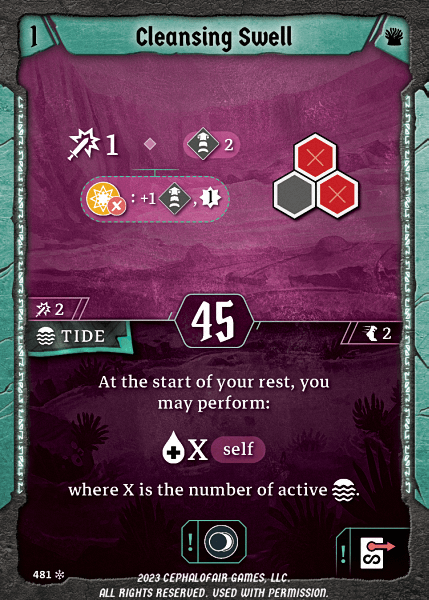 1
Cleansing Swell
1
2
: +1 , 1
2
45
TIDE
2
At the start of your rest, you
may perform:
X self
where X is the number of active .
!
!
481
2023 CEPHALOFAIR GAMES, LLC.
ALL RIGHTS RESERVED. USED WITH PERMISSION.